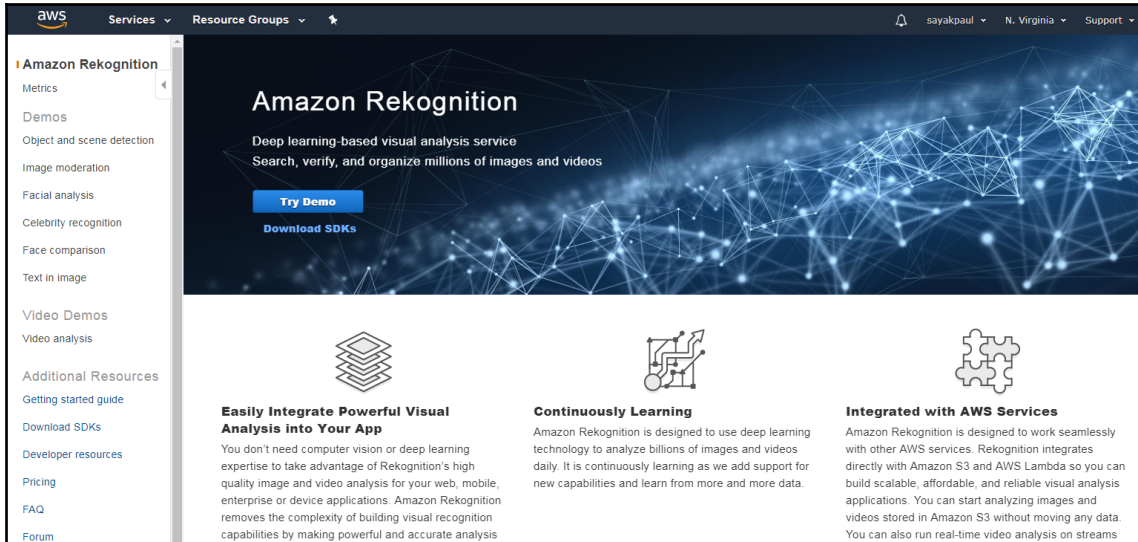 aws
Services
Resource Groups
sayakpaul
N. Virginia
Support
Amazon Rekognition
Metrics
Demos
Object and scene detection
Image moderation
Facial analysis
Celebrity recognition
Face comparison
Text in image
Video Demos
Video analysis
Additional Resources
Getting started guide
Download SDKs
Developer resources
Pricing
FAQ
Forum
Amazon Rekognition
Deep learning-based visual analysis service
Search, verify, and organize millions of images and videos
Try Demo
Download SDKs
Easily Integrate Powerful Visual
Analysis into Your App
You don't need computer vision or deep learning
expertise to take advantage of Rekognition's high
quality image and video analysis for your web, mobile,
enterprise or device applications. Amazon Rekognition
removes the complexity of building visual recognition
capabilities by making powerful and accurate analysis
Continuously Learning
Amazon Rekognition is designed to use deep learning
technology to analyze billions of images and videos
daily. It is continuously learning as we add support for
new capabilities and learn from more and more data.
Integrated with AWS Services
Amazon Rekognition is designed to work seamlessly
with other AWS services. Rekognition integrates
directly with Amazon S3 and AWS Lambda so you can
build scalable, affordable, and reliable visual analysis
applications. You can start analyzing images and
videos stored in Amazon S3 without moving any data.
You can also run real-time video analysis on streams